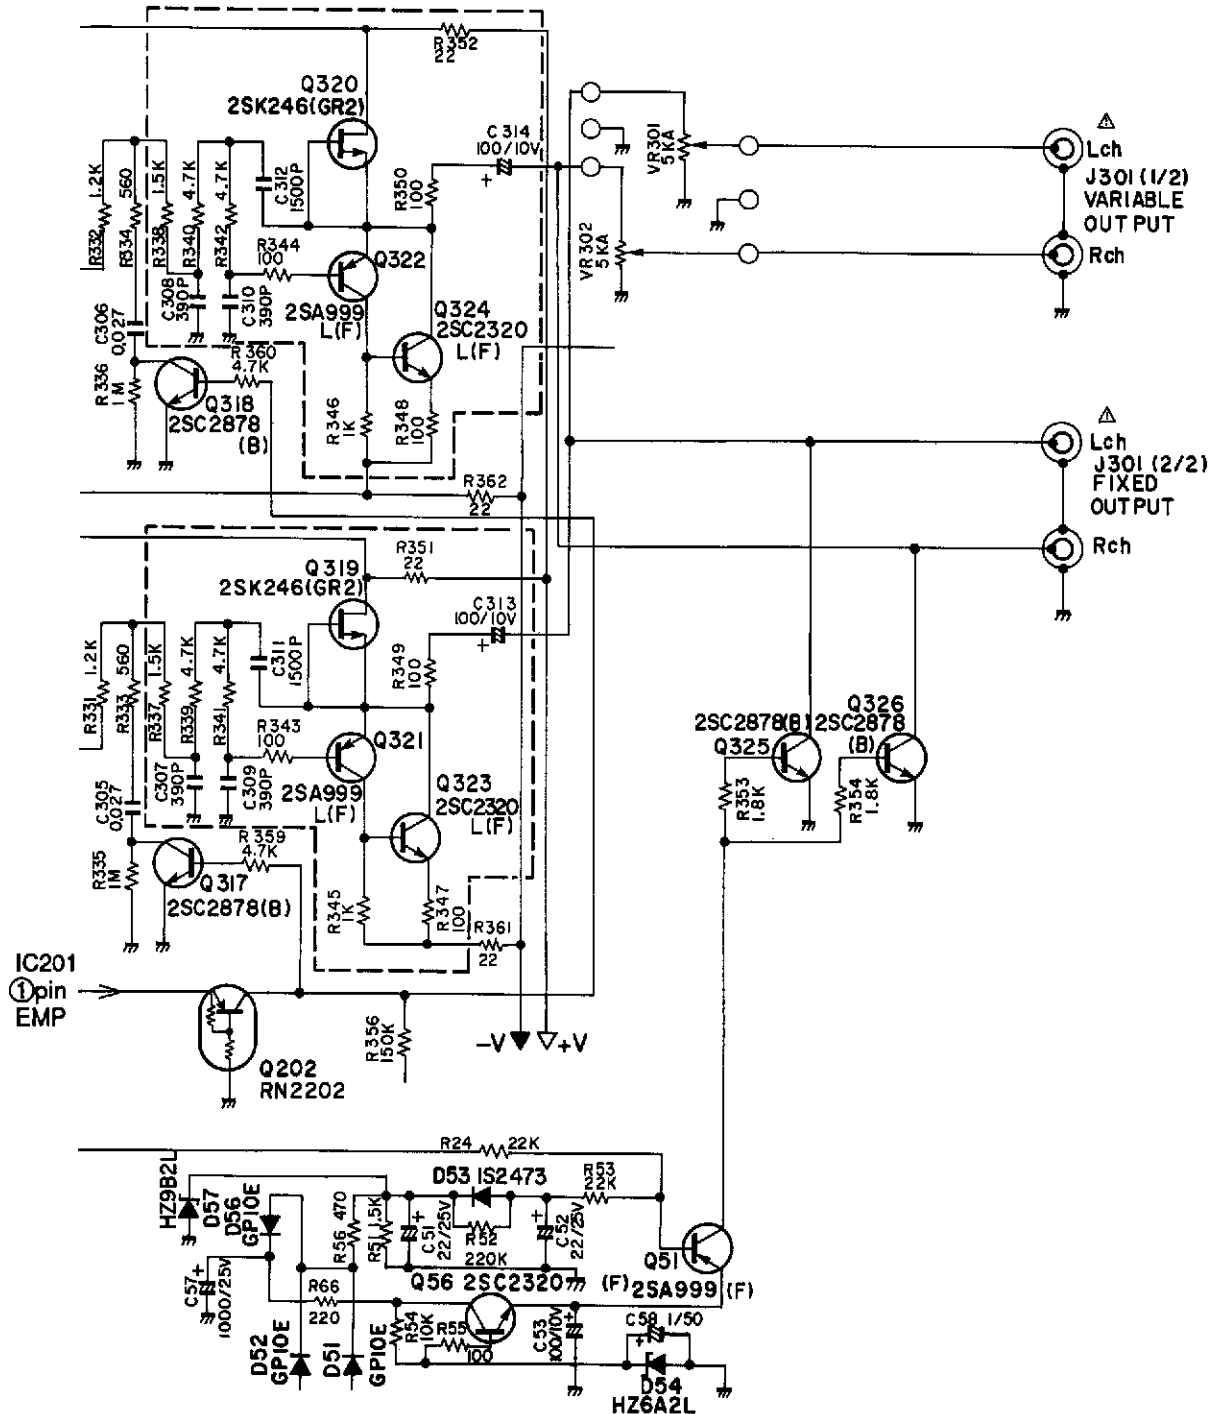 R352
22
Q320
2SK246(GR2)
C314
100/10V
+
VR301
5KA
Lch
J301(1/2)
VARIABLE
OUTPUT
Rch
1.2K
560
1.5K
4.7K
4.7K
C312
1500P
R350
100
R332
R334
R338
R340
R342
R344
100
Q322
VR302
5KA
C308
390P
C310
390P
2SA999
L(F)
Q324
2SC2320
L(F)
C306
0.027
R360
4.7K
R336
1M
Q318
2SC2878
(B)
R346
1K
R348
100
Lch
J301(2/2)
FIXED
OUTPUT
Rch
R362
22
R351
22
Q319
2SK246(GR2)
C313
100/10V
+
1.2K
560
1.5K
4.7K
4.7K
C311
1500P
R349
100
R331
R333
R337
R339
R341
R343
100
Q321
Q326
2SC2878(B)
2SC2878
(B)
Q325
C307
390P
C309
390P
2SA999
L(F)
Q323
2SC2320
L(F)
R353
1.8K
R354
1.8K
C305
0.027
R359
4.7K
R335
1M
Q317
2SC2878(B)
R345
1K
R347
100
R361
22
IC201
①pin
EMP
R356
150K
-V
+V
Q202
RN2202
R24
22K
HZ9B2L
D57
D56
GP10E
R56
470
R51
1.5K
+
C51
22/25V
D53 1S2473
R52
220K
+
C52
22/25V
R53
22K
Q51
2SA999 (F)
C57
+
1000/25V
R66
220
Q56 2SC2320 (F)
R54
10K
R55
100
C53
100/10V
+
C58 1/50
+
D52
GP10E
D51
GP10E
D54
HZ6A2L